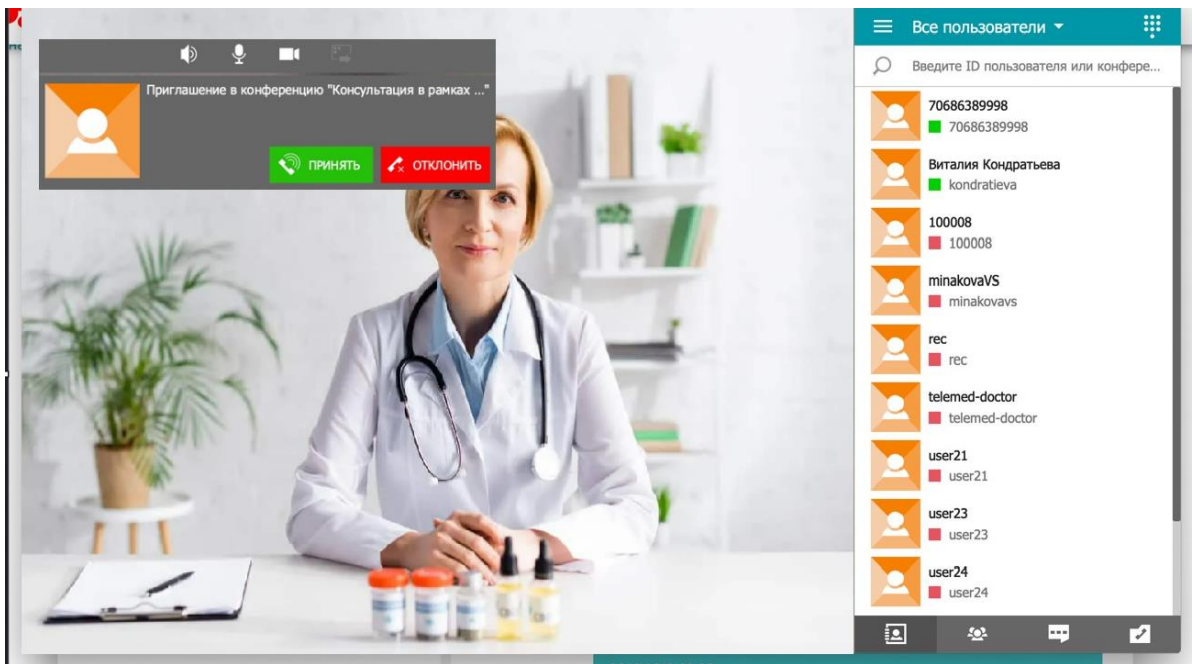 Все пользователи
Введите ID пользователя или конфере...
Приглашение в конференцию "Консультация в рамках ..."
ПРИНЯТЬ
ОТКЛОНИТЬ
70686389998
70686389998
Виталия Кондратьева
kondratieva
100008
100008
minakovaVS
minakovavs
rec
rec
telemed-doctor
telemed-doctor
user21
user21
user23
user23
user24
user24